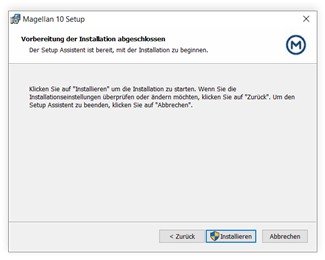 Magellan 10 Setup
Vorbereitung der Installation abgeschlossen
Der Setup Assistent ist bereit, mit der Installation zu beginnen.
M
Klicken Sie auf "Installieren" um die Installation zu starten. Wenn Sie die
Installationseinstellungen überprüfen oder ändern möchten, klicken Sie auf "Zurück". Um den
Setup Assistent zu beenden, klicken Sie auf "Abbrechen".
< Zurück Installieren Abbrechen